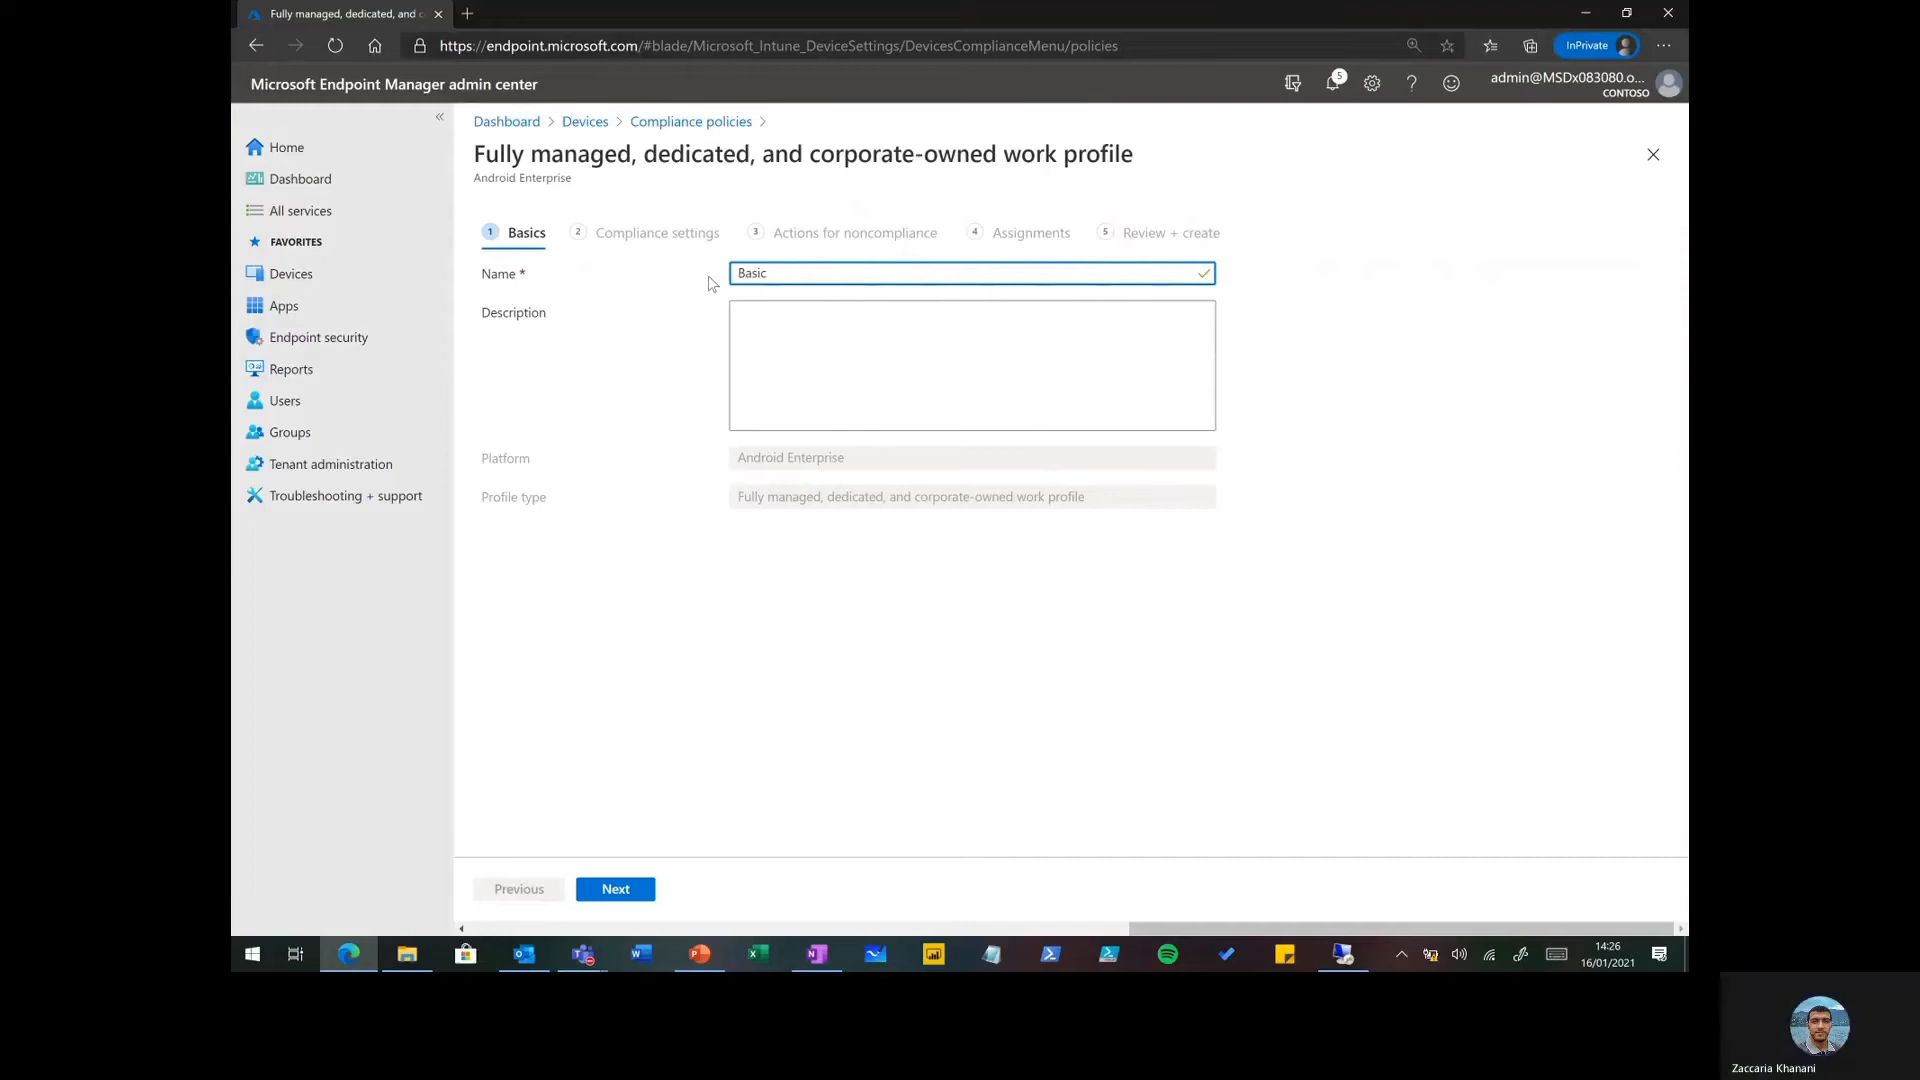 Fully managed, dedicated, and c
https://endpoint.microsoft.com/#blade/Microsoft_Intune_DeviceSettings/DevicesComplianceMenu/policies
InPrivate
Microsoft Endpoint Manager admin center
5
admin@MSDx083080.o...
CONTOSO
Home
Dashboard
All services
FAVORITES
Devices
Apps
Endpoint security
Reports
Users
Groups
Tenant administration
Troubleshooting + support
Dashboard > Devices > Compliance policies >
Fully managed, dedicated, and corporate-owned work profile
Android Enterprise
1 Basics 2 Compliance settings 3 Actions for noncompliance 4 Assignments 5 Review + create
Name * Basic
Description
Platform Android Enterprise
Profile type Fully managed, dedicated, and corporate-owned work profile
Previous Next
14:26
16/01/2021
Zaccaria Khanani